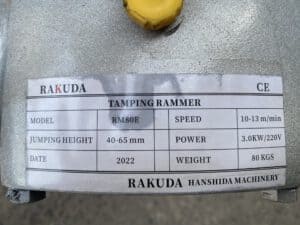 RAKUDA CE
TAMPING RAMMER
MODEL RM80E SPEED 10-13 m/min
JUMPING HEIGHT 40-65 mm POWER 3.0KW/220V
DATE 2022 WEIGHT 80 KGS
RAKUDA HANSHIDA MACHINERY